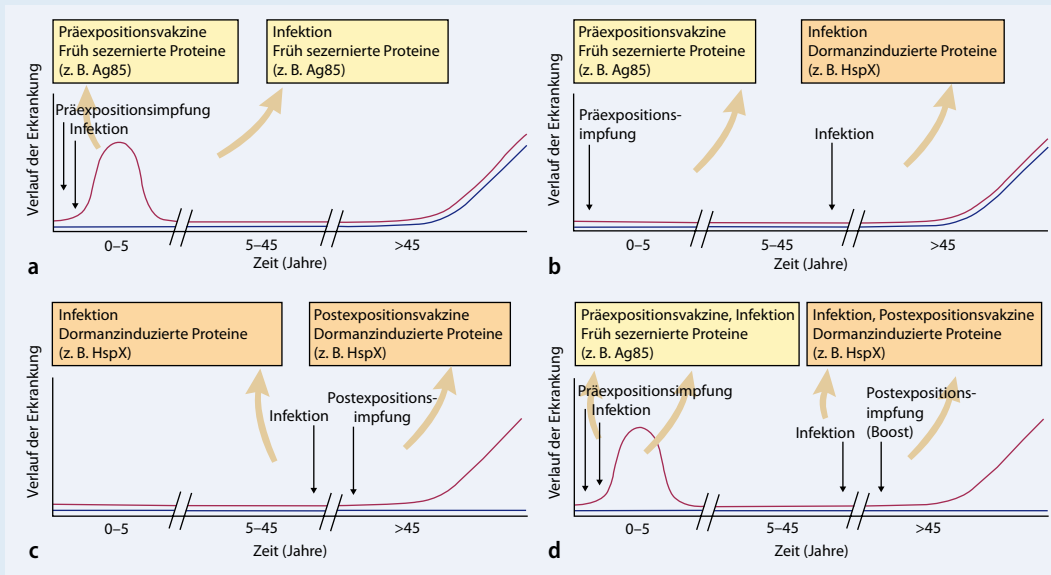 Präexpositionsvakzine
Früh sezernierte Proteine
(z. B. Ag85)
Infektion
Früh sezernierte Proteine
(z. B. Ag85)
Präexpositionsimpfung
Infektion
Verlauf der Erkrankung
0–5
5–45
>45
Zeit (Jahre)
a
Präexpositionsvakzine
Früh sezernierte Proteine
(z. B. Ag85)
Infektion
Dormanzinduzierte Proteine
(z. B. HspX)
Präexpositions-
impfung
Infektion
Verlauf der Erkrankung
0–5
5–45
>45
Zeit (Jahre)
b
Infektion
Dormanzinduzierte Proteine
(z. B. HspX)
Postexpositionsvakzine
Dormanzinduzierte Proteine
(z. B. HspX)
Infektion
Postexpositions-
impfung
Verlauf der Erkrankung
0–5
5–45
>45
Zeit (Jahre)
c
Präexpositionsvakzine, Infektion
Früh sezernierte Proteine
(z. B. Ag85)
Infektion, Postexpositionsvakzine
Dormanzinduzierte Proteine
(z. B. HspX)
Präexpositionsimpfung
Infektion
Infektion
Postexpositions-
impfung
(Boost)
Verlauf der Erkrankung
0–5
5–45
>45
Zeit (Jahre)
d